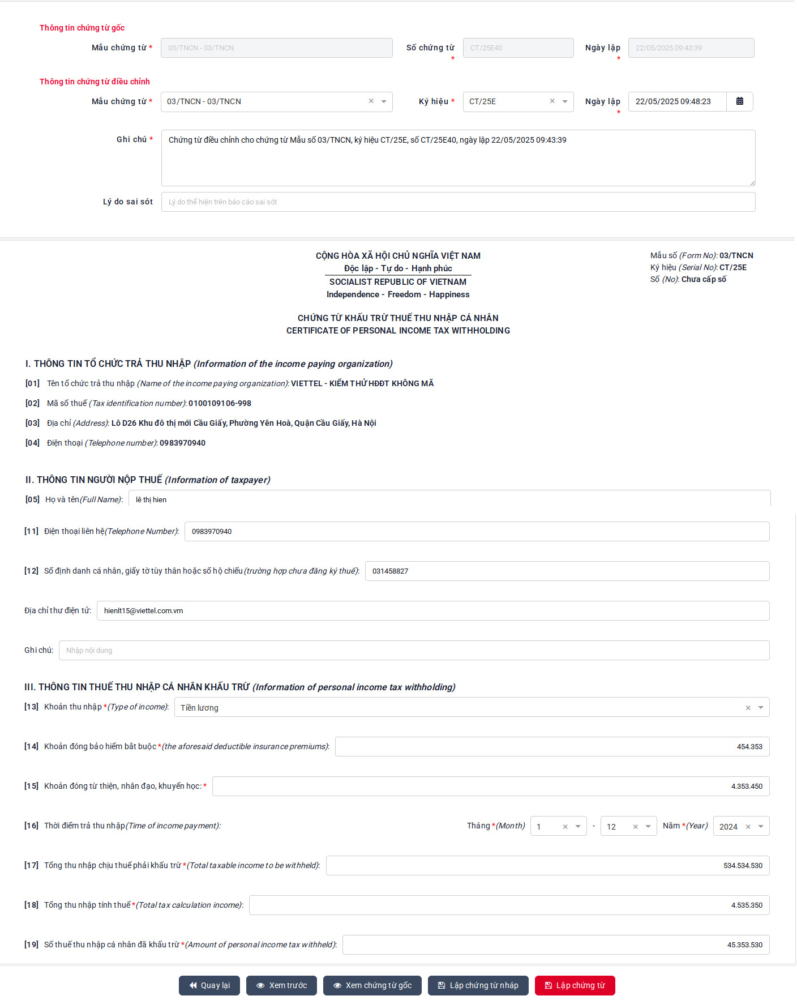 Thông tin chứng từ gốc
Mẫu chứng từ * 03/TNCN - 03/TNCN Số chứng từ * CT/25E40 Ngày lập * 22/05/2025 09:43:39
Thông tin chứng từ điều chỉnh
Mẫu chứng từ * 03/TNCN - 03/TNCN × Ký hiệu * CT/25E × Ngày lập * 22/05/2025 09:48:23
Ghi chú * Chứng từ điều chỉnh cho chứng từ Mẫu số 03/TNCN, ký hiệu CT/25E, số CT/25E40, ngày lập 22/05/2025 09:43:39
Lý do sai sót Lý do thể hiện trên báo cáo sai sót
CỘNG HÒA XÃ HỘI CHỦ NGHĨA VIỆT NAM
Độc lập - Tự do - Hạnh phúc
SOCIALIST REPUBLIC OF VIETNAM
Independence - Freedom - Happiness
Mẫu số (Form No): 03/TNCN
Ký hiệu (Serial No): CT/25E
Số (No): Chưa cấp số
CHỨNG TỪ KHẤU TRỪ THUẾ THU NHẬP CÁ NHÂN
CERTIFICATE OF PERSONAL INCOME TAX WITHHOLDING
I. THÔNG TIN TỔ CHỨC TRẢ THU NHẬP (Information of the income paying organization)
[01] Tên tổ chức trả thu nhập (Name of the income paying organization): VIETTEL - KIỂM THỬ HĐĐT KHÔNG MÃ
[02] Mã số thuế (Tax identification number): 0100109106-998
[03] Địa chỉ (Address): Lô D26 Khu đô thị mới Cầu Giấy, Phường Yên Hoà, Quận Cầu Giấy, Hà Nội
[04] Điện thoại (Telephone number): 0983970940
II. THÔNG TIN NGƯỜI NỘP THUẾ (Information of taxpayer)
[05] Họ và tên(Full Name): lê thị hien
[11] Điện thoại liên hệ(Telephone Number): 0983970940
[12] Số định danh cá nhân, giấy tờ tùy thân hoặc số hộ chiếu(trường hợp chưa đăng ký thuế): 031458827
Địa chỉ thư điện tử: hienlt15@viettel.com.vm
Ghi chú: Nhập nội dung
III. THÔNG TIN THUẾ THU NHẬP CÁ NHÂN KHẤU TRỪ (Information of personal income tax withholding)
[13] Khoản thu nhập *(Type of income): Tiền lương ×
[14] Khoản đóng bảo hiểm bắt buộc *(the aforesaid deductible insurance premiums): 454.353
[15] Khoản đóng từ thiện, nhân đạo, khuyến học: * 4.353.450
[16] Thời điểm trả thu nhập(Time of income payment): Tháng *(Month) 1 × - 12 × Năm *(Year) 2024 ×
[17] Tổng thu nhập chịu thuế phải khấu trừ *(Total taxable income to be withheld): 534.534.530
[18] Tổng thu nhập tính thuế *(Total tax calculation income): 4.535.350
[19] Số thuế thu nhập cá nhân đã khấu trừ *(Amount of personal income tax withheld): 45.353.530
Quay lại Xem trước Xem chứng từ gốc Lập chứng từ nháp Lập chứng từ